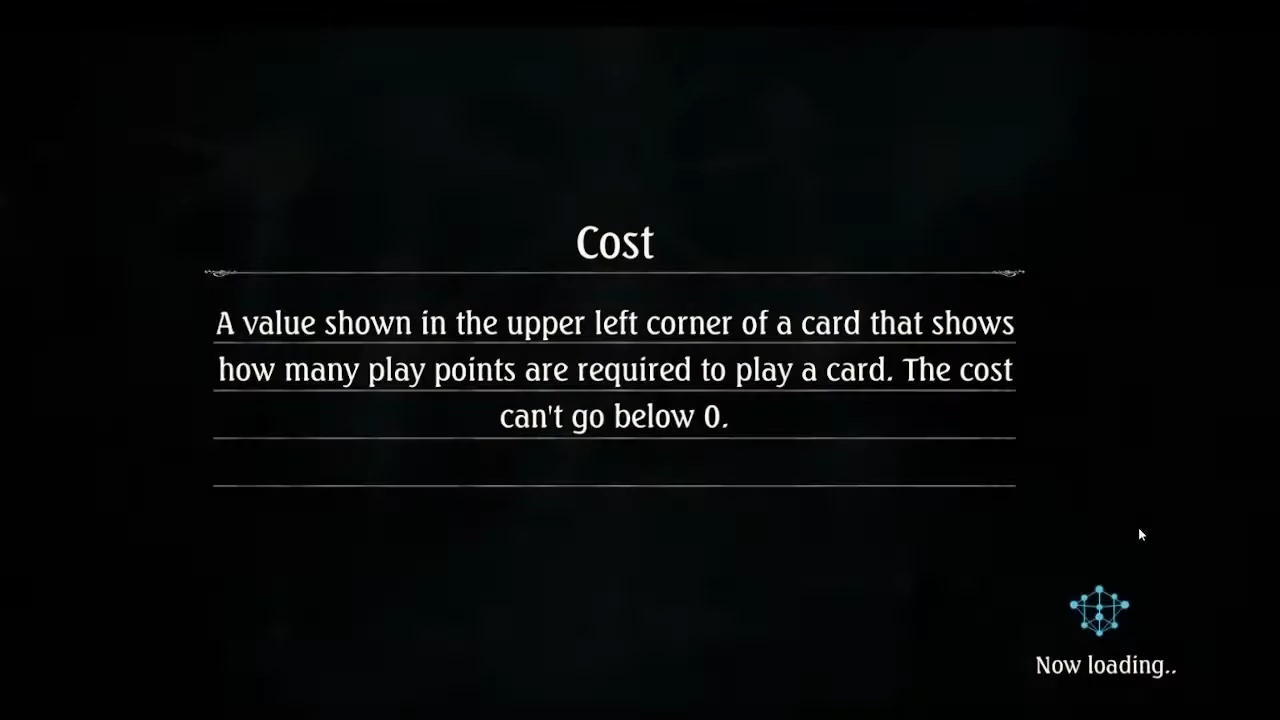 Cost
A value shown in the upper left corner of a card that shows
how many play points are required to play a card. The cost
can't go below 0.
Now loading..